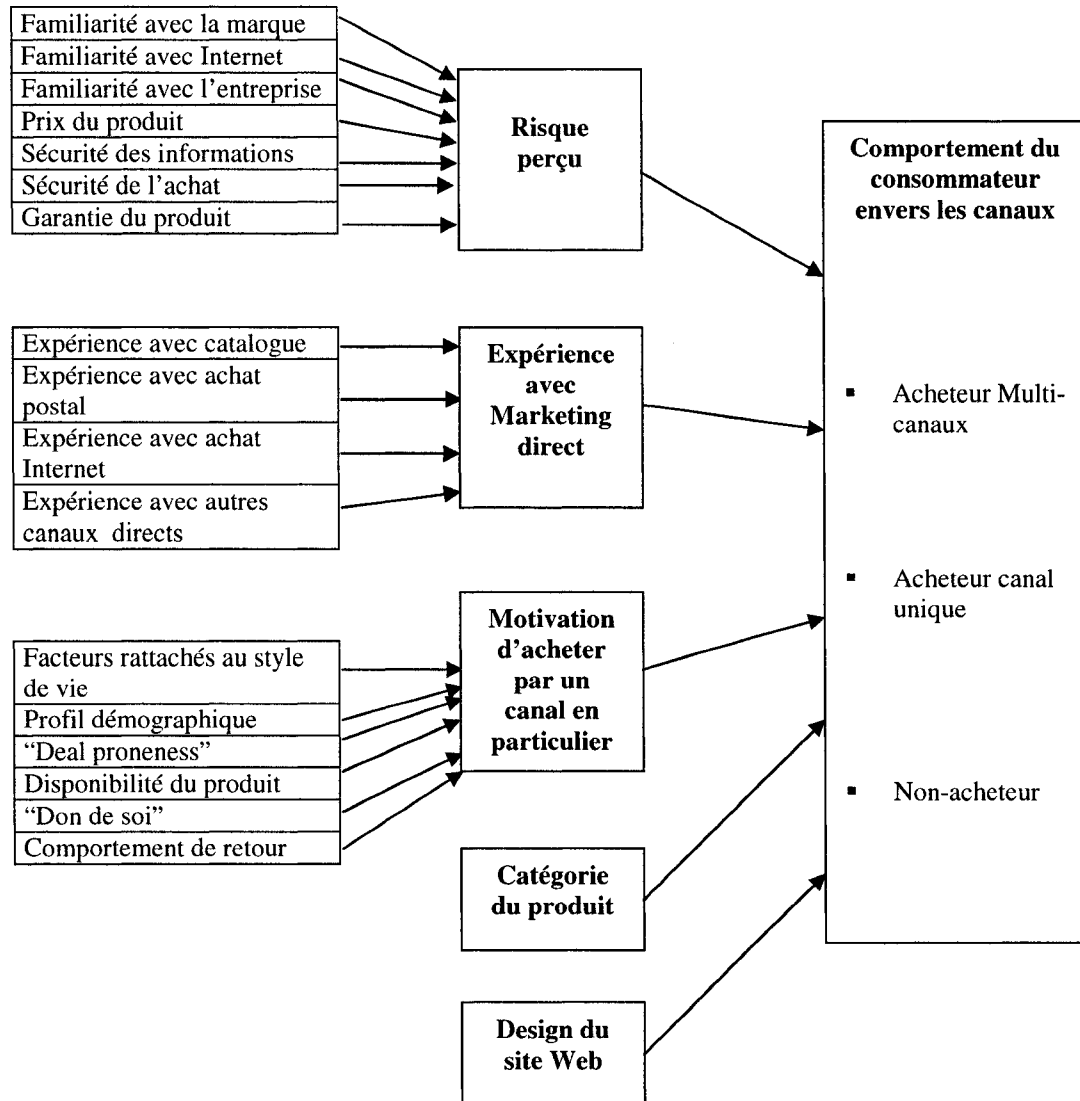 Familiarité avec la marque
Familiarité avec Internet
Familiarité avec l’entreprise
Prix du produit
Sécurité des informations
Sécurité de l’achat
Garantie du produit
Risque
perçu
Comportement du
consommateur
envers les canaux
Expérience avec catalogue
Expérience avec achat
postal
Expérience avec achat
Internet
Expérience avec autres
canaux directs
Expérience
avec
Marketing
direct
▪ Acheteur Multi-
canaux
▪ Acheteur canal
unique
▪ Non-acheteur
Facteurs rattachés au style
de vie
Profil démographique
“Deal proneness”
Disponibilité du produit
“Don de soi”
Comportement de retour
Motivation
d’acheter
par un
canal en
particulier
Catégorie
du produit
Design du
site Web